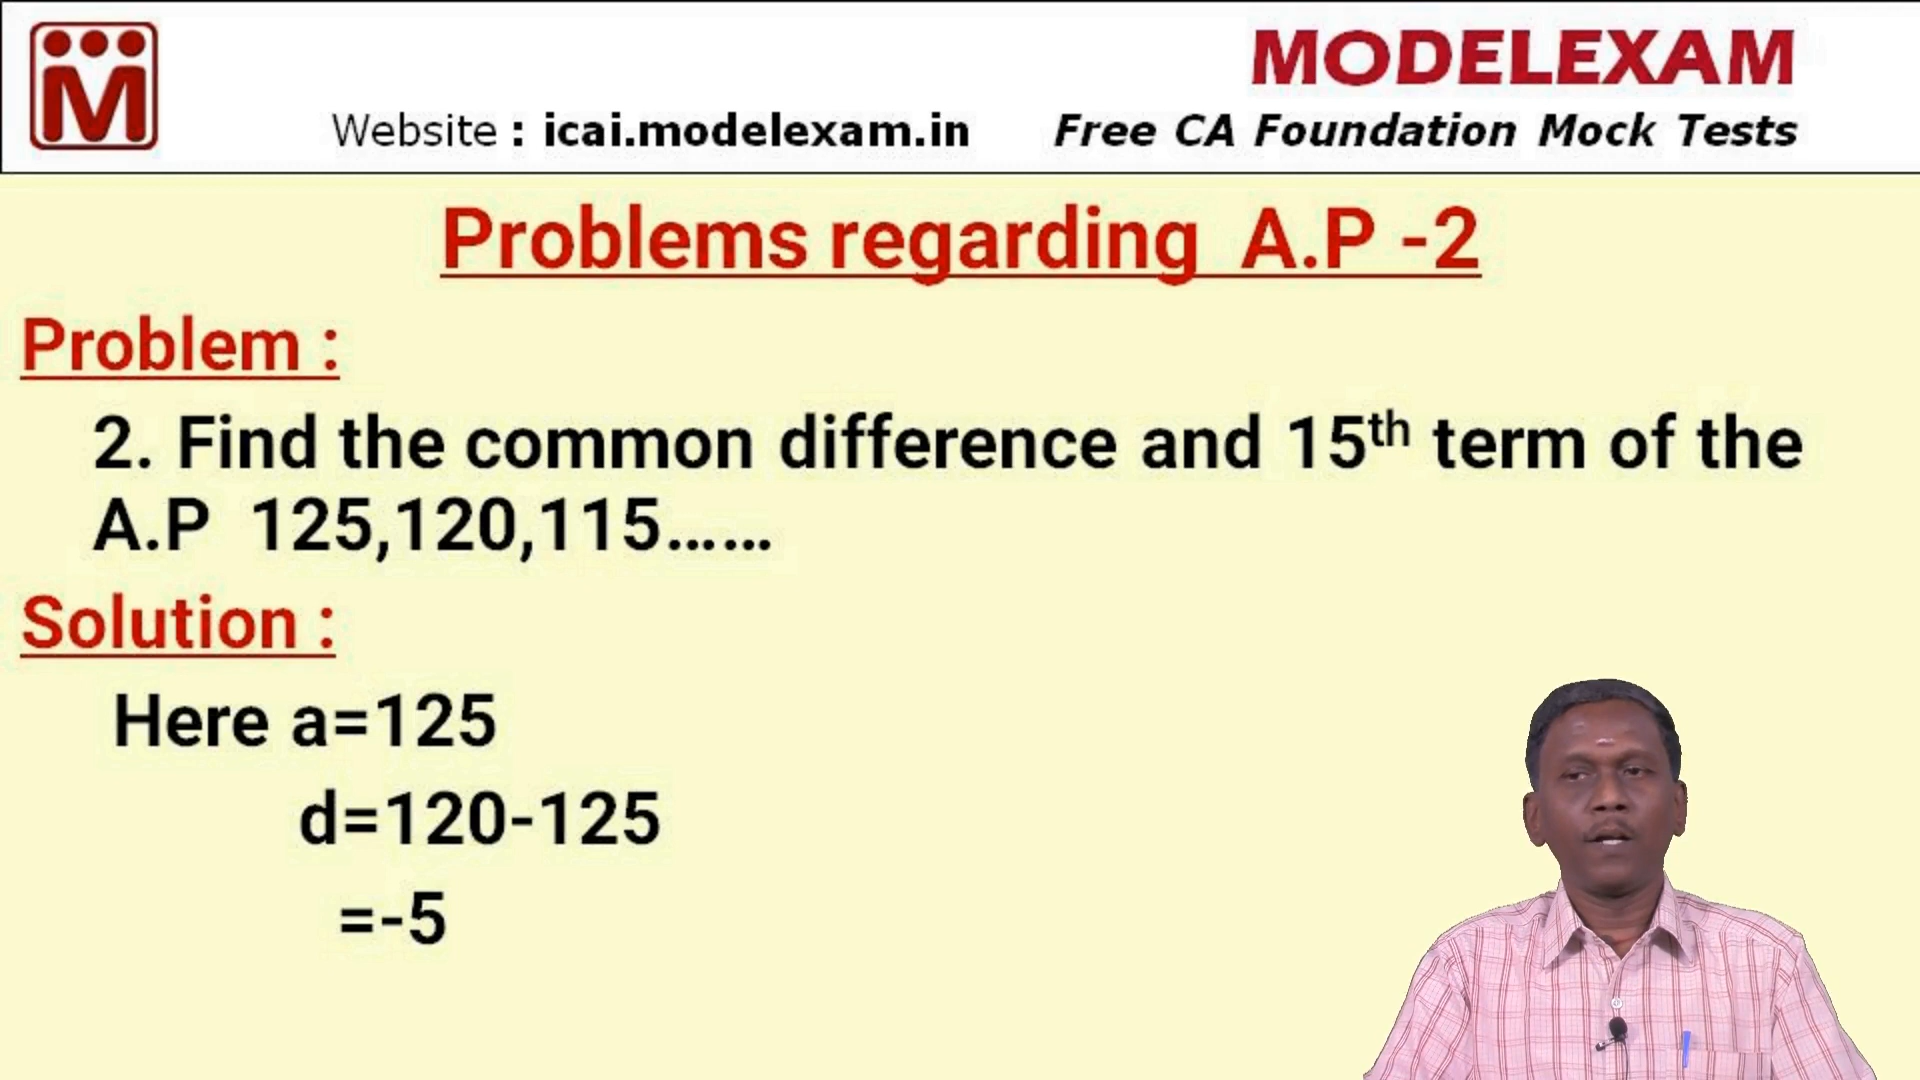 M
MODELEXAM
Website : icai.modelexam.in Free CA Foundation Mock Tests
Problems regarding A.P -2
Problem :
2. Find the common difference and 15th term of the
A.P 125,120,115......
Solution :
Here a=125
d=120-125
=-5